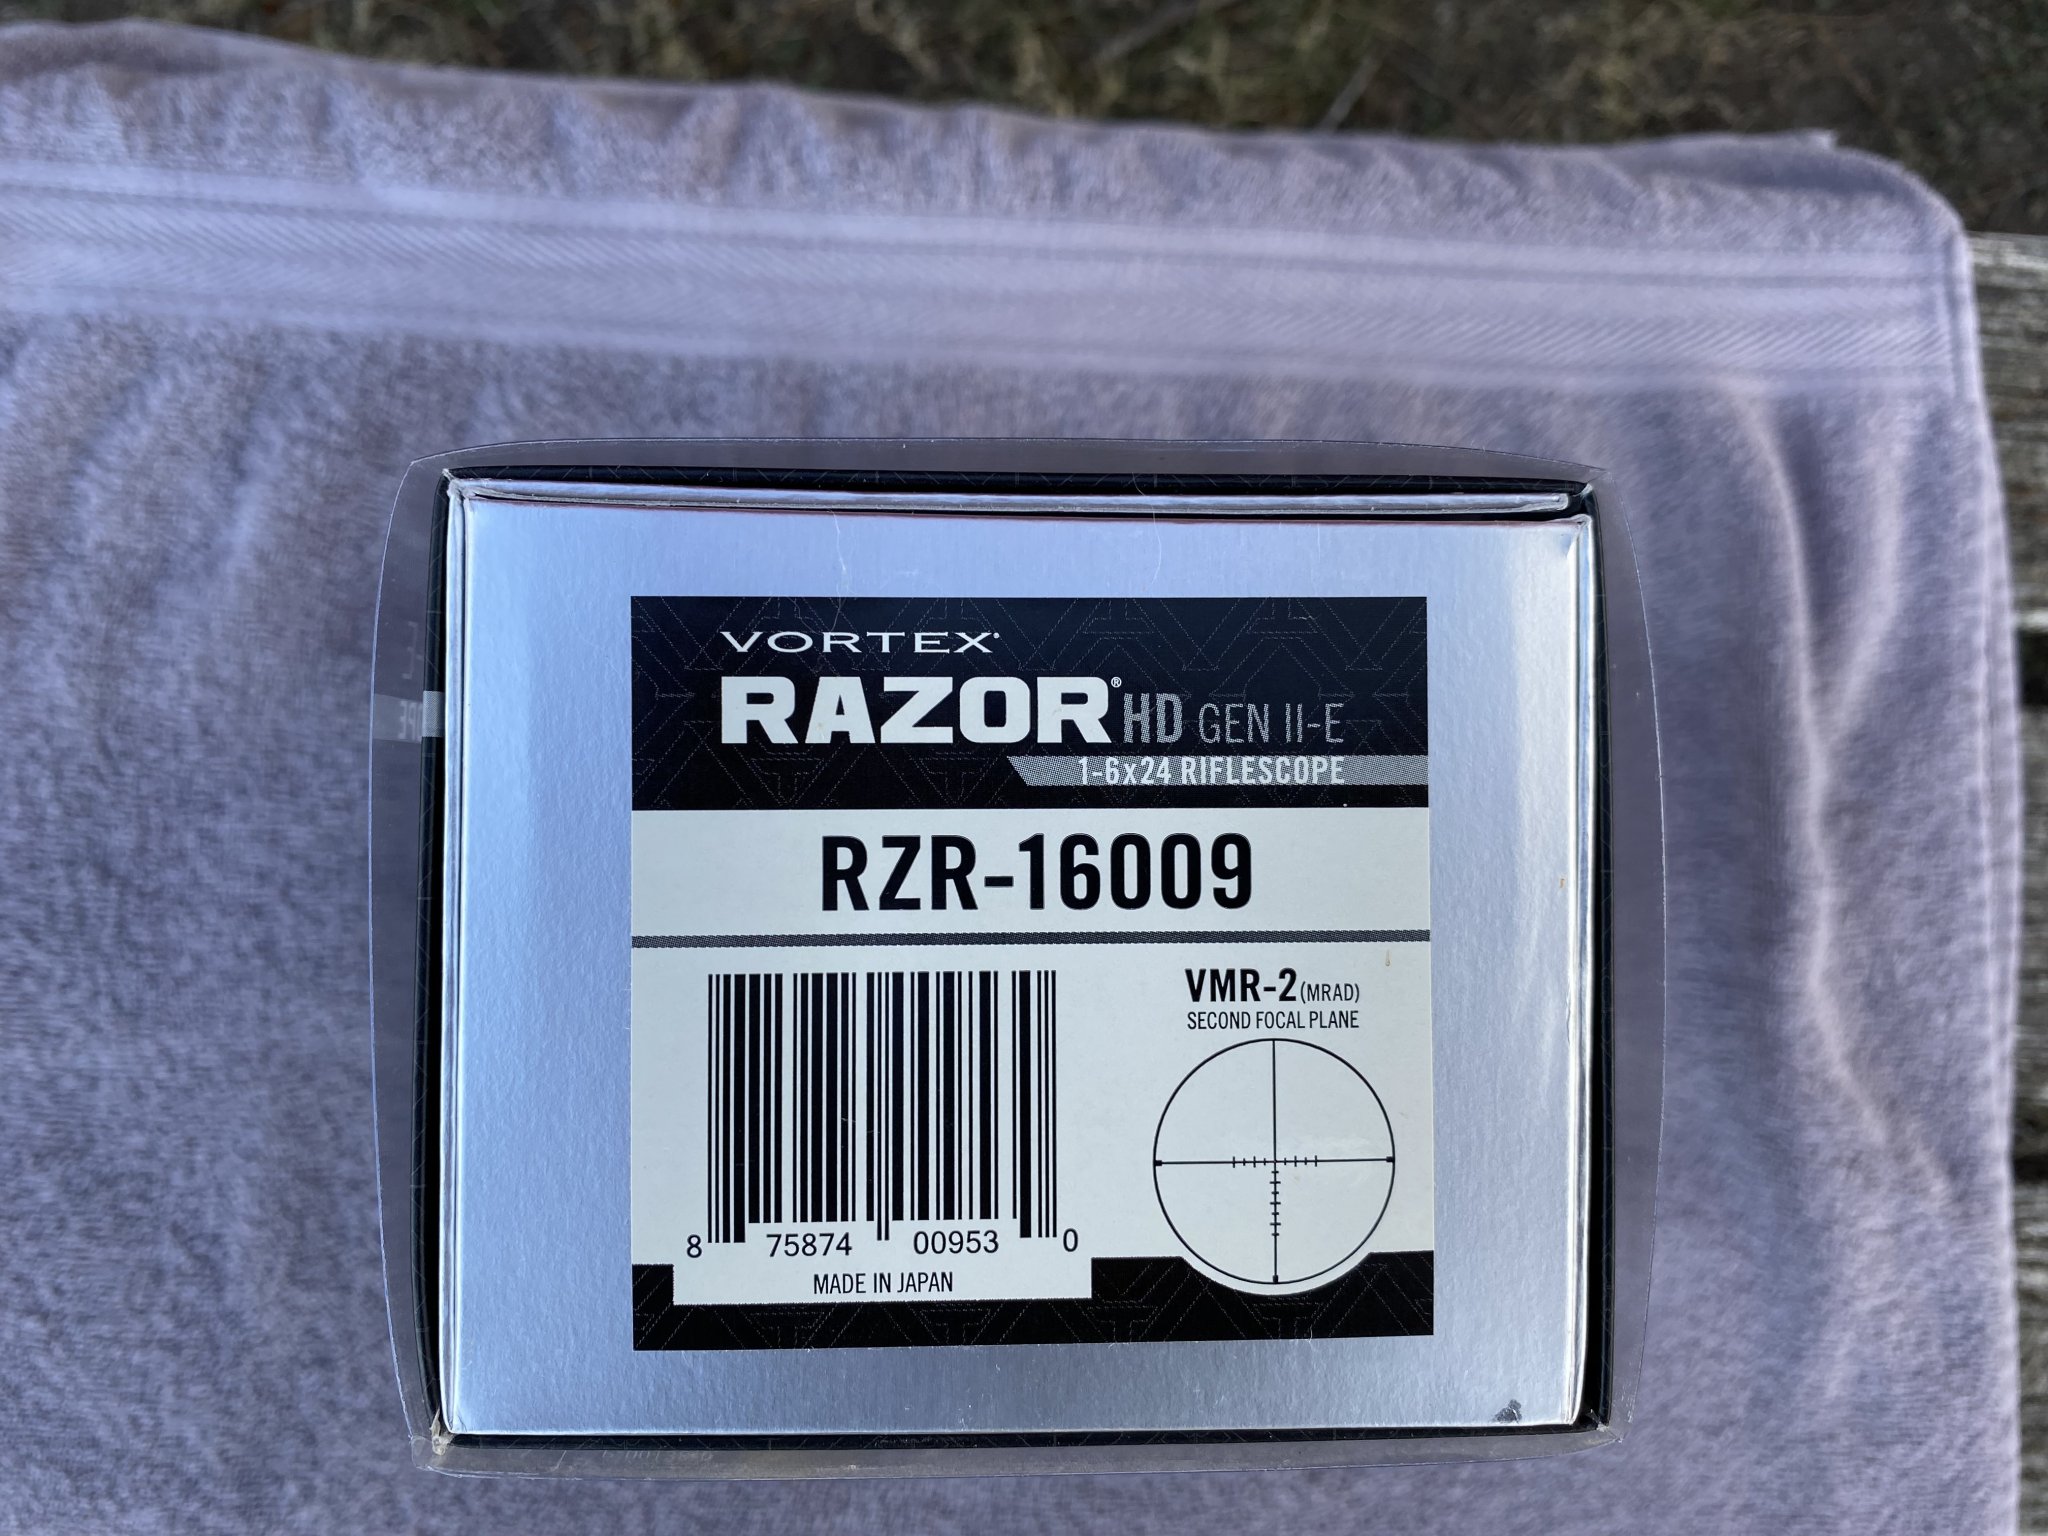 VORTEX
RAZOR® HD GEN II-E
1-6x24 RIFLESCOPE
RZR-16009
VMR-2 (MRAD)
SECOND FOCAL PLANE
8 75874 00953 0
MADE IN JAPAN